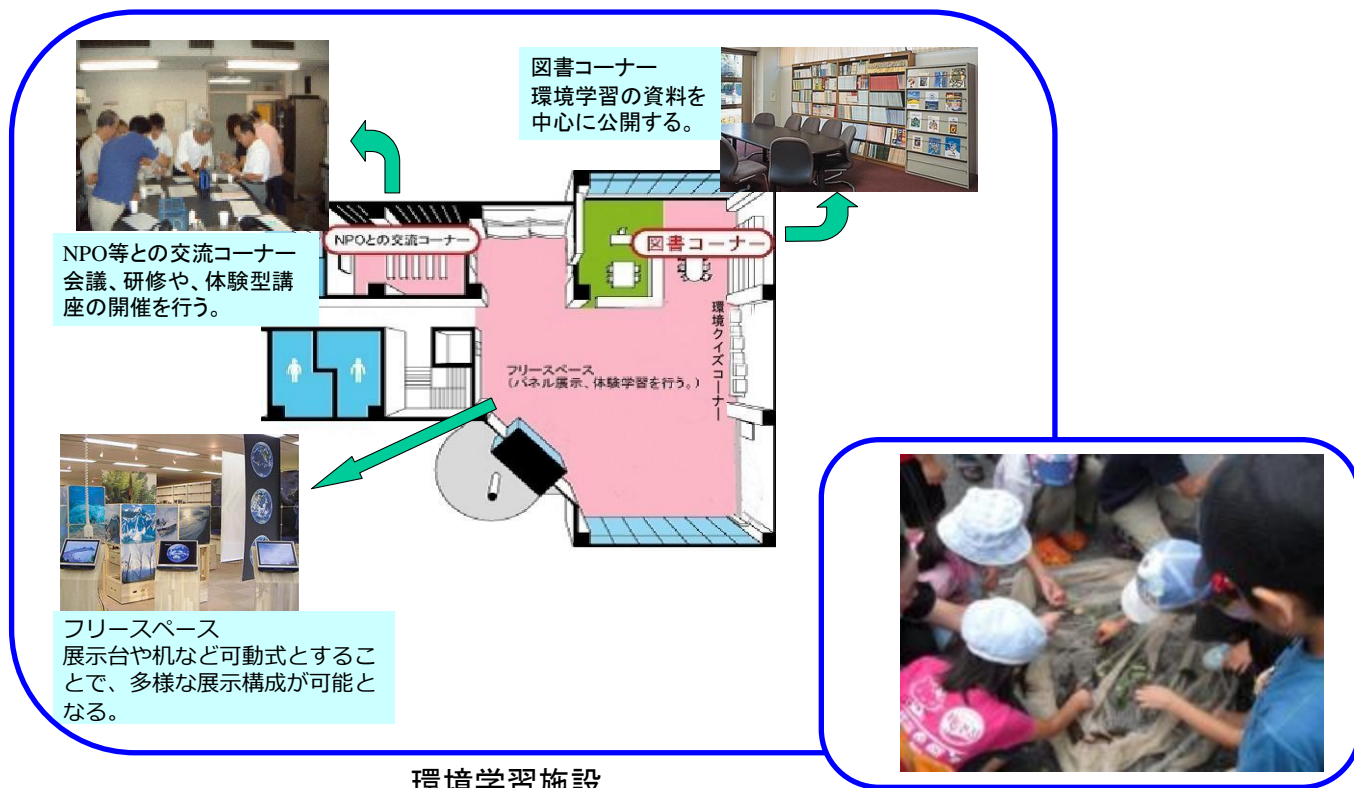 図書コーナー
環境学習の資料を
中心に公開する。
NPO等との交流コーナー
会議、研修や、体験型講
座の開催を行う。
NPOとの交流コーナー
図書コーナー
環境クイズコーナー
フリースペース
(パネル展示、体験学習を行う。)
フリースペース
展示台や机など可動式とするこ
とで、多様な展示構成が可能と
なる。
環境学習施設